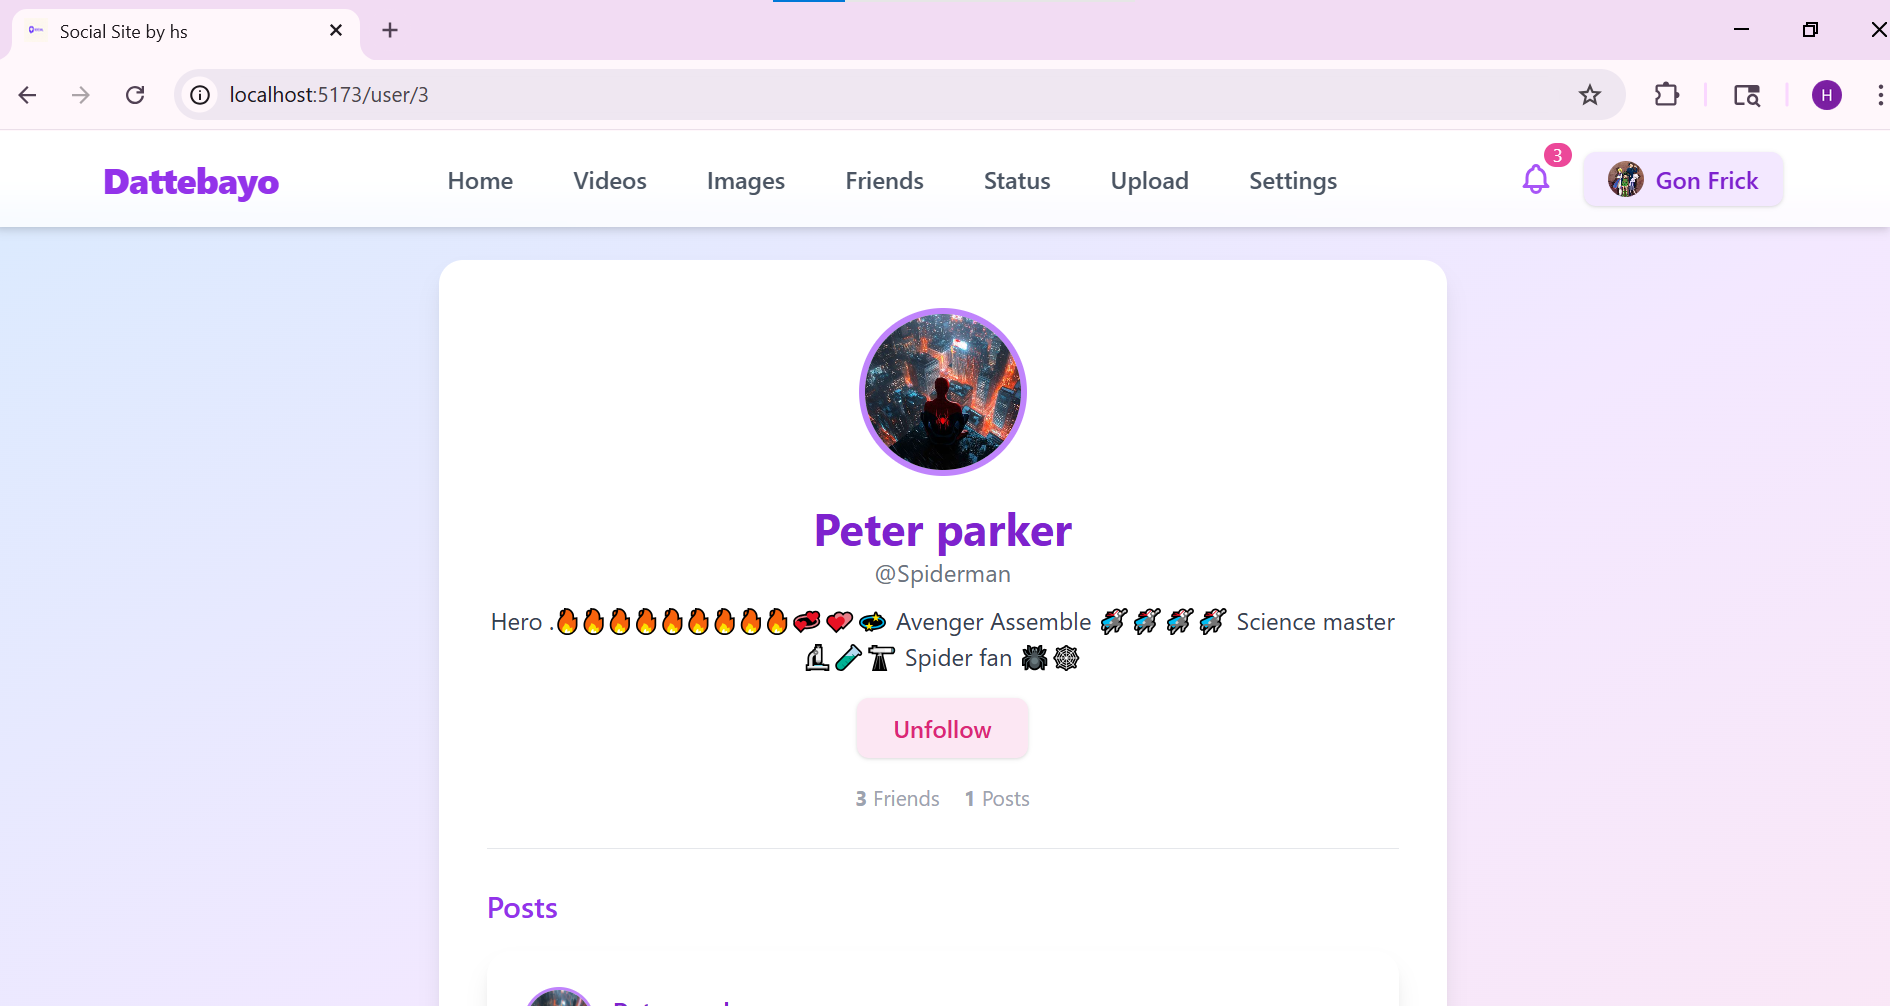 Social Site by hs
localhost:5173/user/3
H
Dattebayo
Home Videos Images Friends Status Upload Settings
3
Gon Frick
Peter parker
@Spiderman
Hero .🔥🔥🔥🔥🔥🔥🔥🔥🔥💞💕💫 Avenger Assemble 🚀🚀🚀🚀 Science master
🔬🧪🔭 Spider fan 🕷🕸
Unfollow
3 Friends 1 Posts
Posts